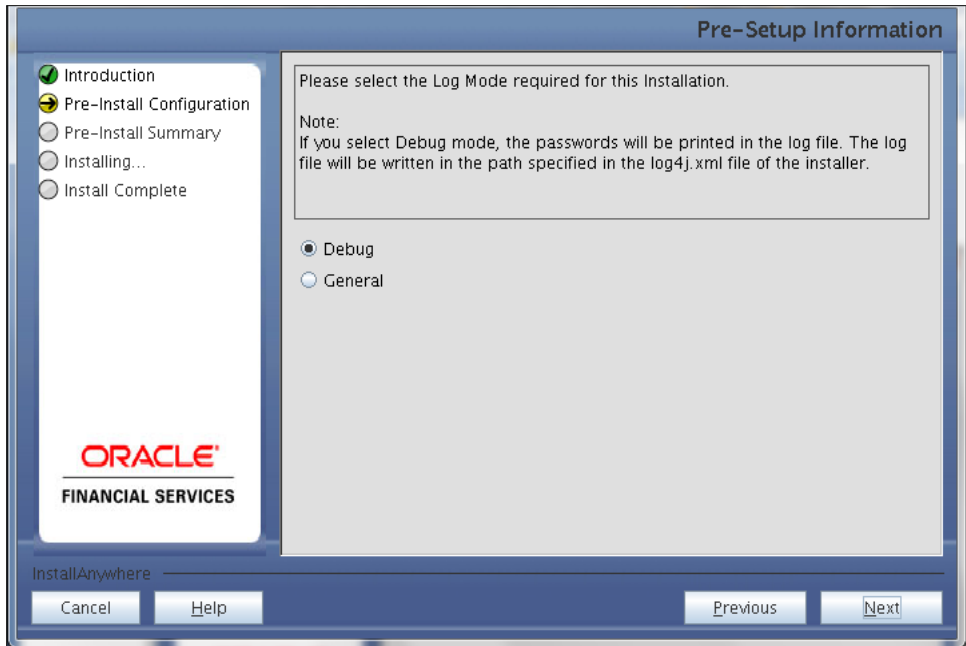 Pre-Setup Information
Introduction
Pre-Install Configuration
Pre-Install Summary
Installing...
Install Complete
ORACLE
FINANCIAL SERVICES
Please select the Log Mode required for this Installation.
Note:
If you select Debug mode, the passwords will be printed in the log file. The log
file will be written in the path specified in the log4j.xml file of the installer.
Debug
General
InstallAnywhere
Cancel
Help
Previous
Next